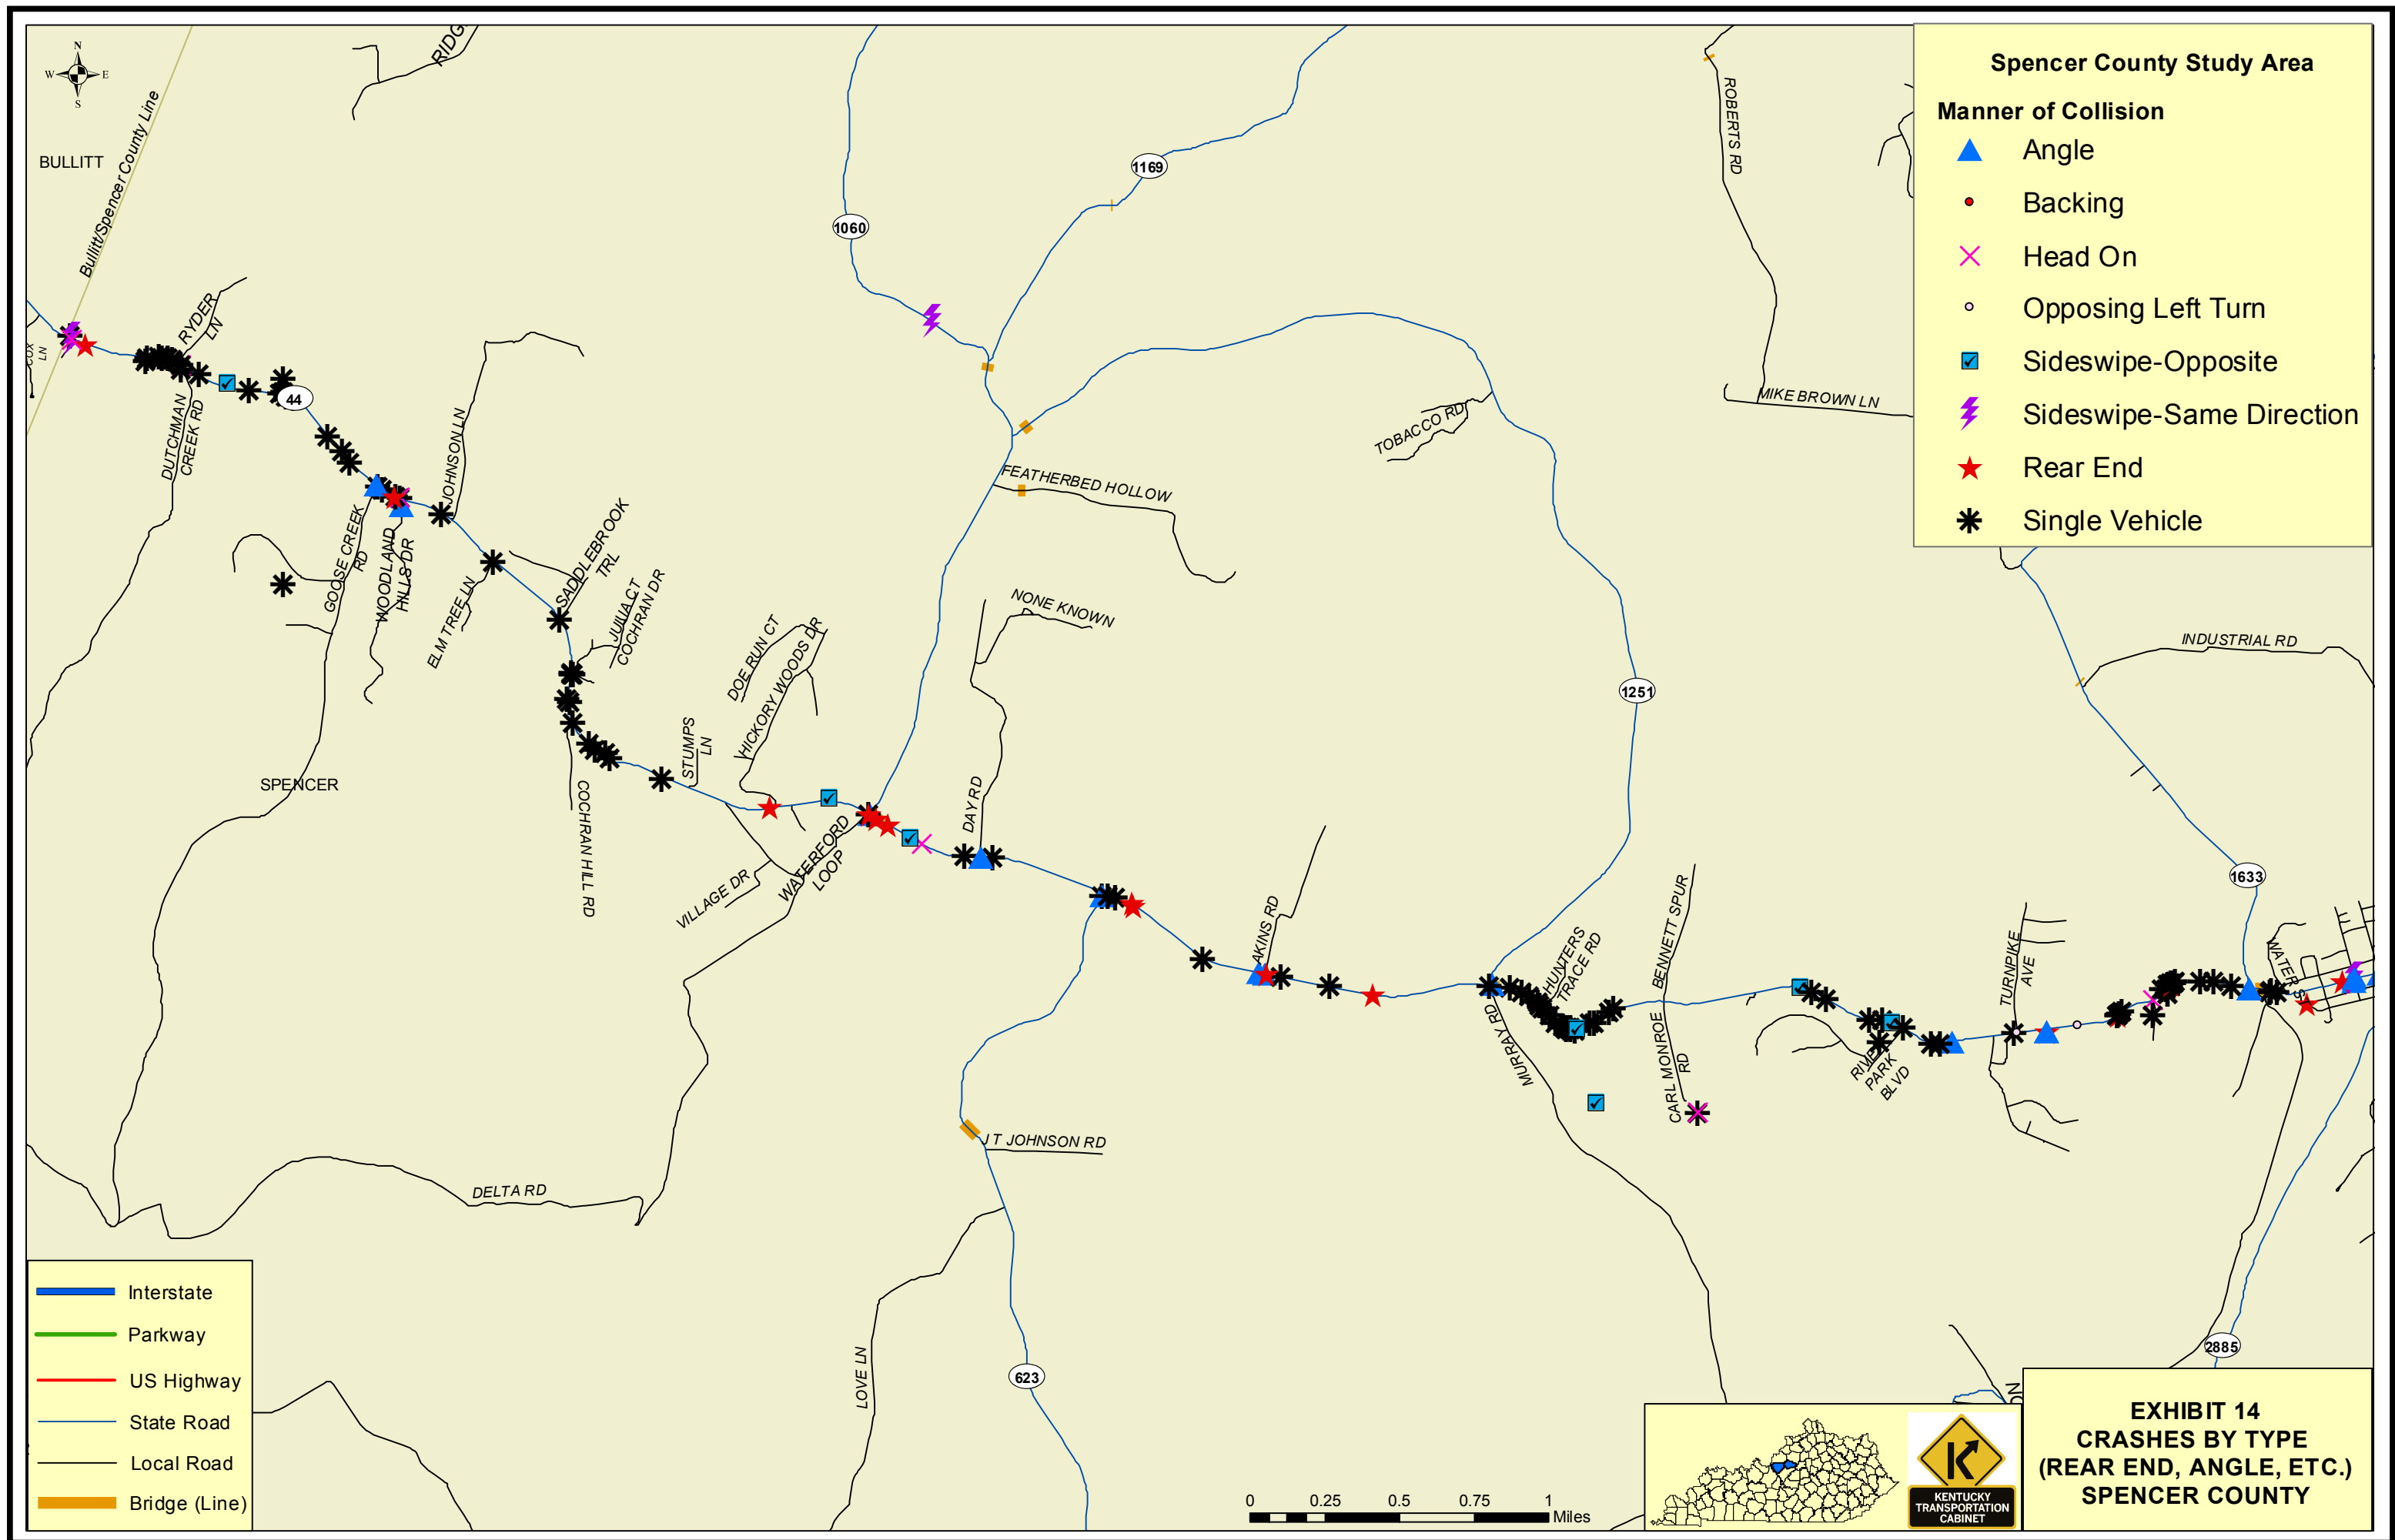 N
W E
S
BULLITT
Bullitt/Spencer County Line
1060
1169
ROBERTS RD
Spencer County Study Area
Manner of Collision
Angle
Backing
Head On
Opposing Left Turn
Sideswipe-Opposite
Sideswipe-Same Direction
Rear End
Single Vehicle
COX
LN
RYDER
LN
44
DUTCHMAN
CREEK RD
JOHNSON LN
TOBACCO RD
MIKE BROWN LN
FEATHERBED HOLLOW
GOOSE CREEK
RD
WOODLAND
HILLS DR
ELM TREE LN
SADDLEBROOK
TRL
JULIA CT
COCHRAN DR
DOE RUN CT
HICKORY WOODS DR
NONE KNOWN
1251
INDUSTRIAL RD
SPENCER
STUMPS
LN
COCHRAN HILL RD
DAY RD
WATERFORD
LOOP
VILLAGE DR
AKINS RD
HUNTERS
TRACE RD
BENNETT SPUR
1633
TURNPIKE
AVE
MURRAY RD
CARL MONROE
RD
PARK
BLVD
J T JOHNSON RD
DELTA RD
LOVE LN
623
2885
Interstate
Parkway
US Highway
State Road
Local Road
Bridge (Line)
0 0.25 0.5 0.75 1
Miles
KENTUCKY
TRANSPORTATION
CABINET
EXHIBIT 14
CRASHES BY TYPE
(REAR END, ANGLE, ETC.)
SPENCER COUNTY